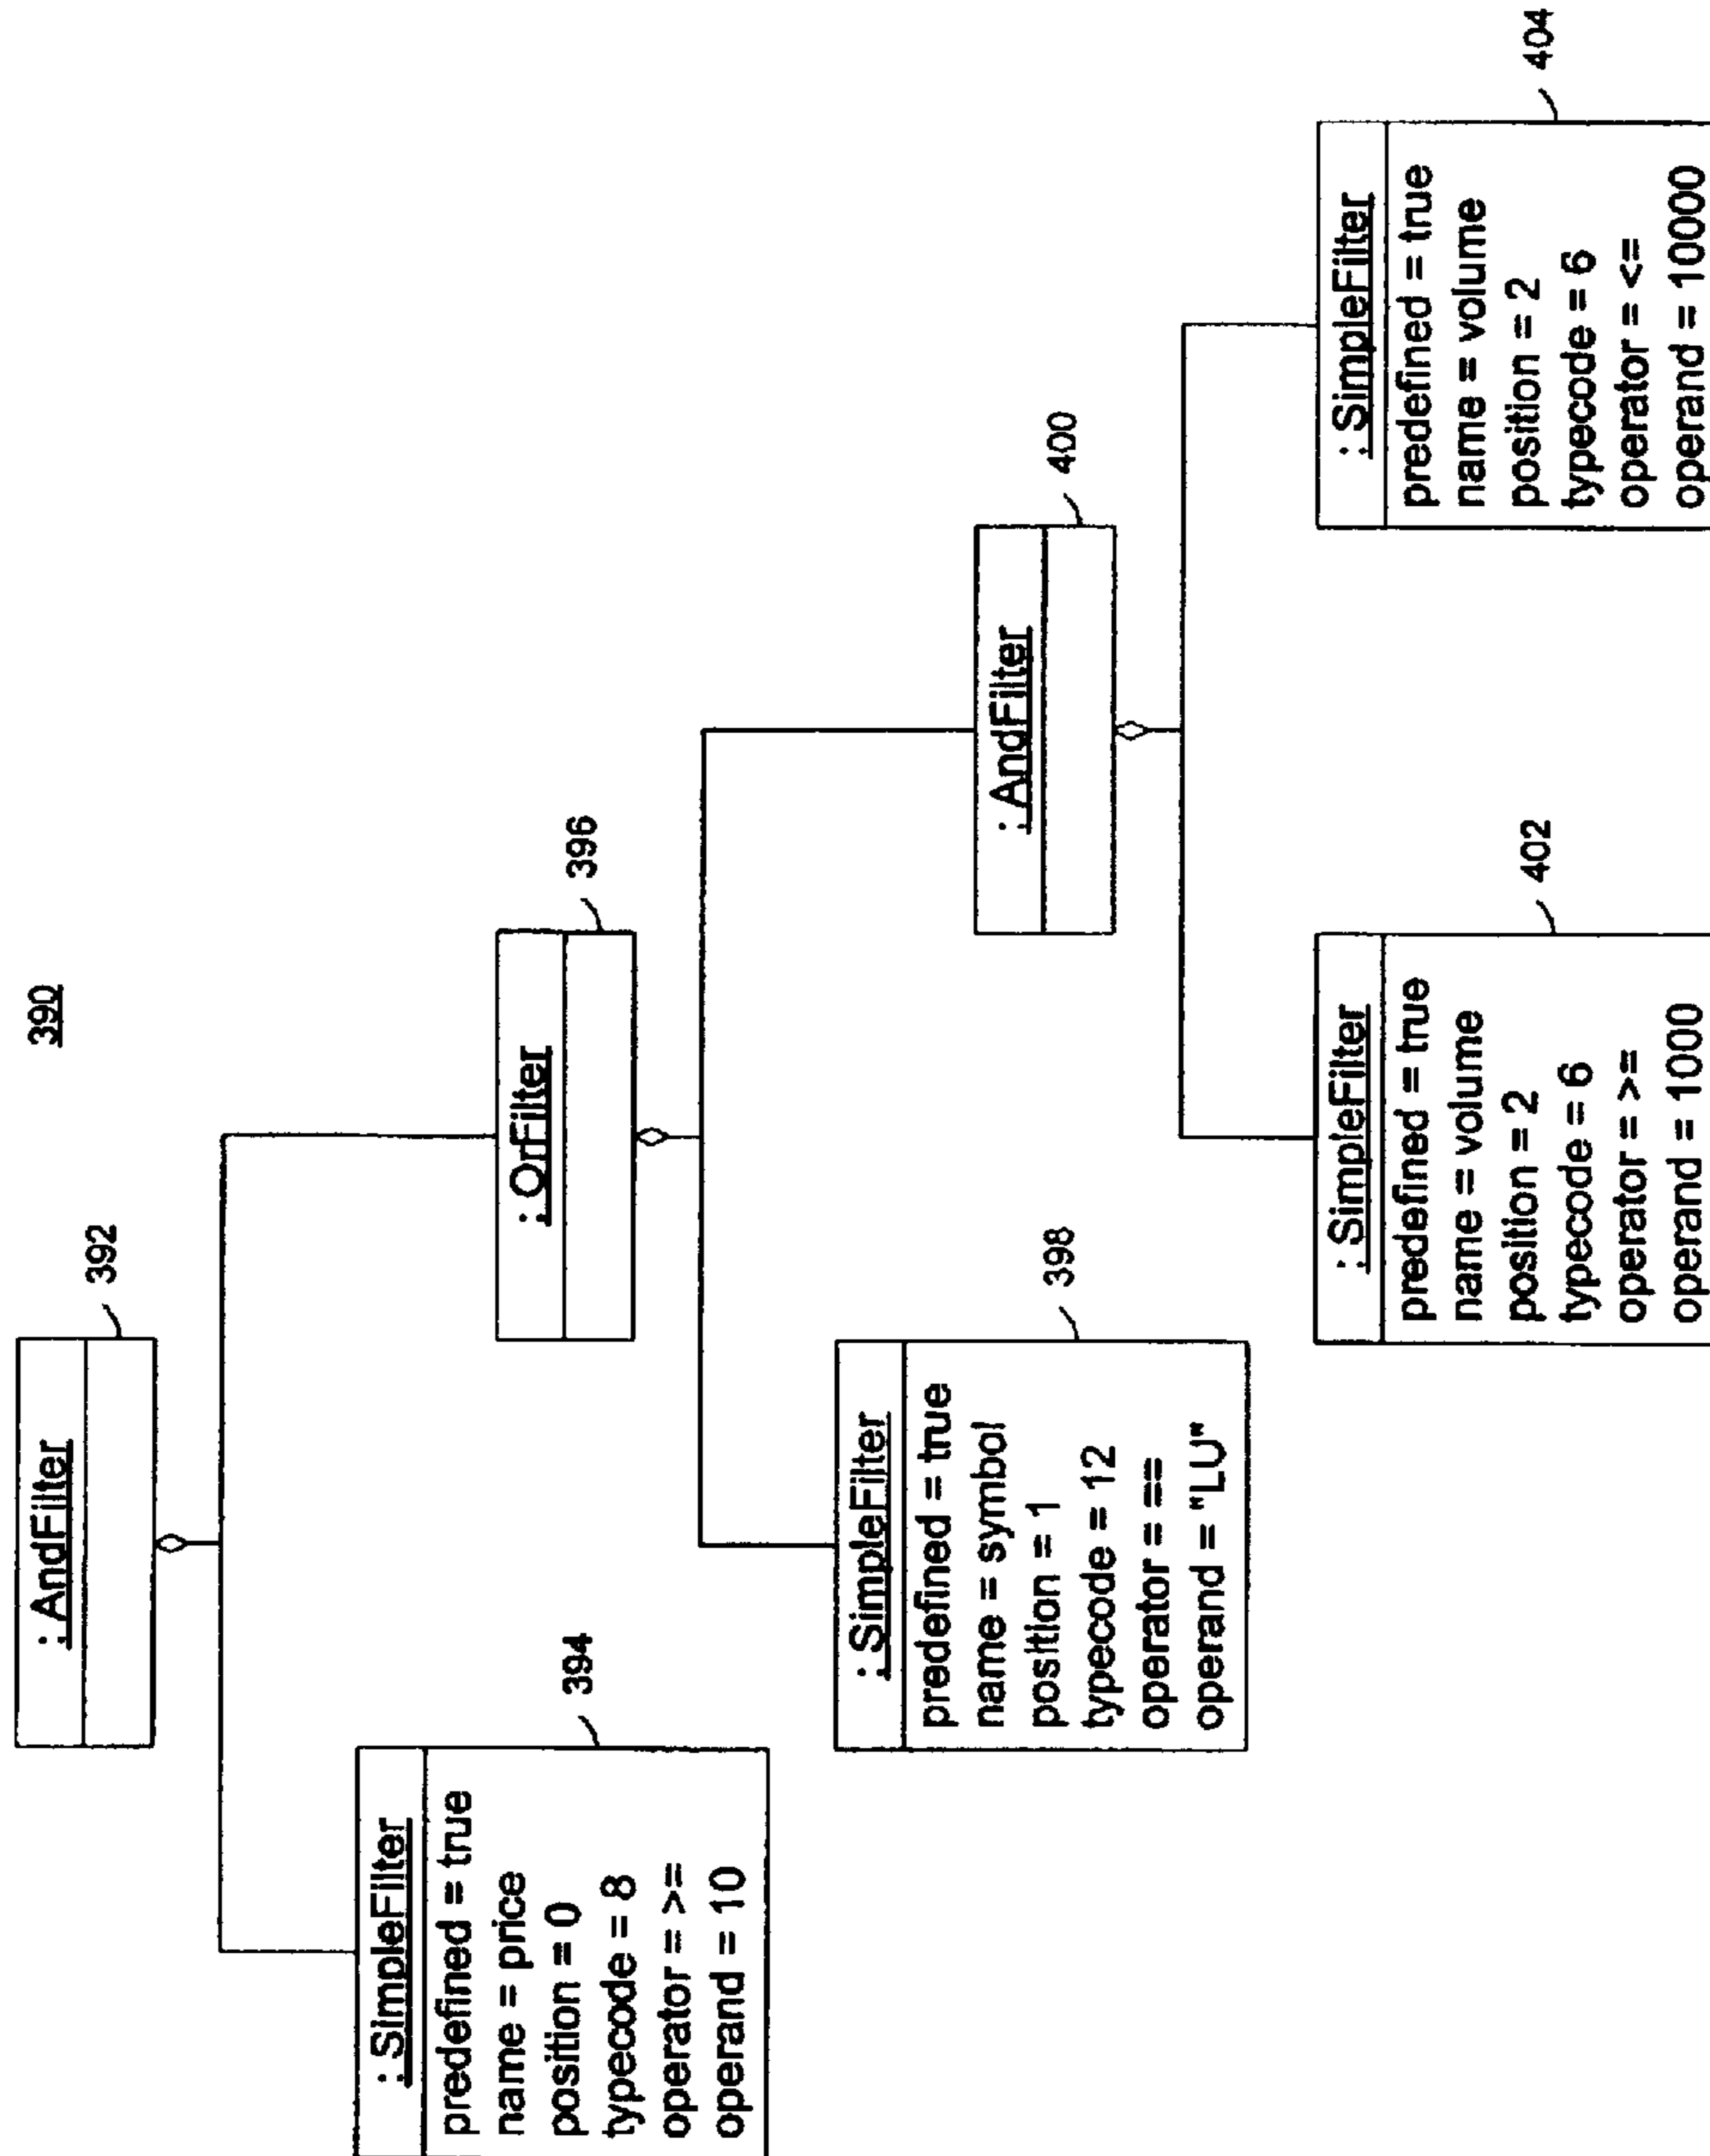 390
: AndFilter
392
: SimpleFilter
predefined = true
name = price
position = 0
typecode = 8
operator = >=
operand = 10
394
: OrFilter
396
: SimpleFilter
predefined = true
name = symbol
position = 1
typecode = 12
operator = ==
operand = "LU"
398
: AndFilter
400
: SimpleFilter
predefined = true
name = volume
position = 2
typecode = 6
operator = >=
operand = 1000
402
: SimpleFilter
predefined = true
name = volume
position = 2
typecode = 6
operator = <=
operand = 10000
404